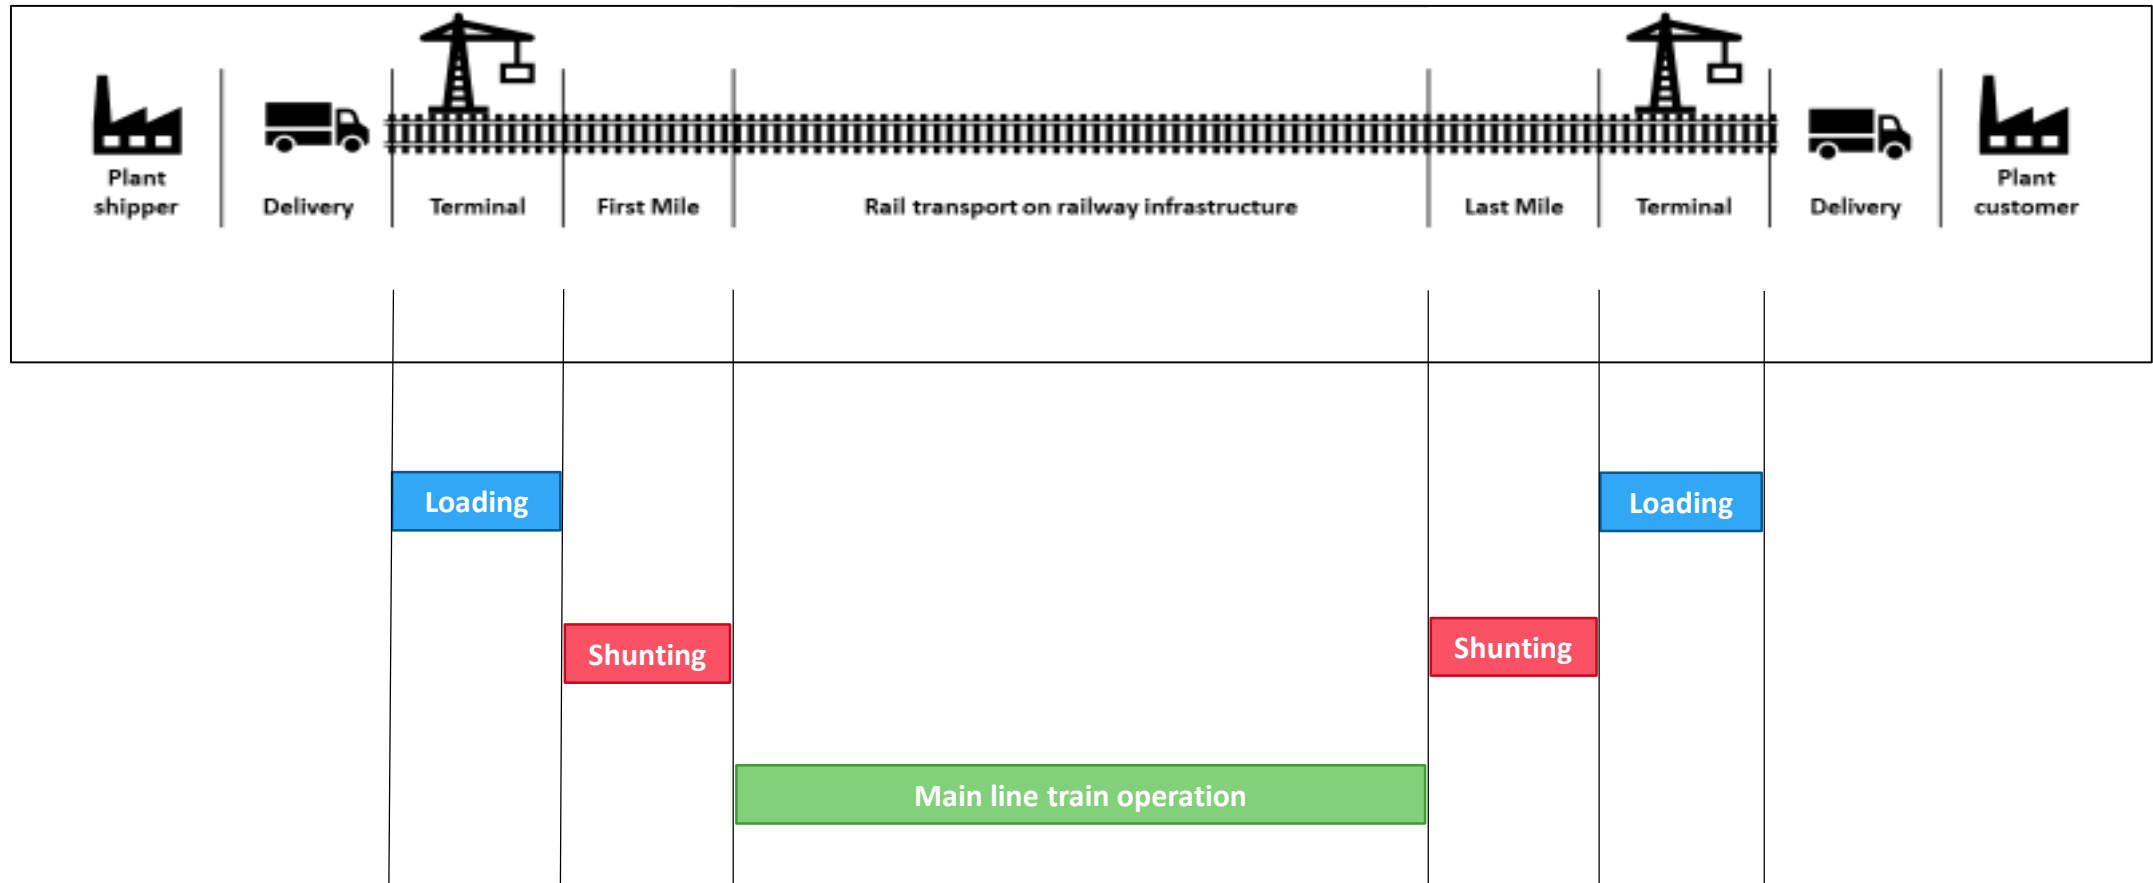 Plant
shipper
Delivery
Terminal
First Mile
Rail transport on railway infrastructure
Last Mile
Terminal
Delivery
Plant
customer
Loading
Loading
Shunting
Shunting
Main line train operation